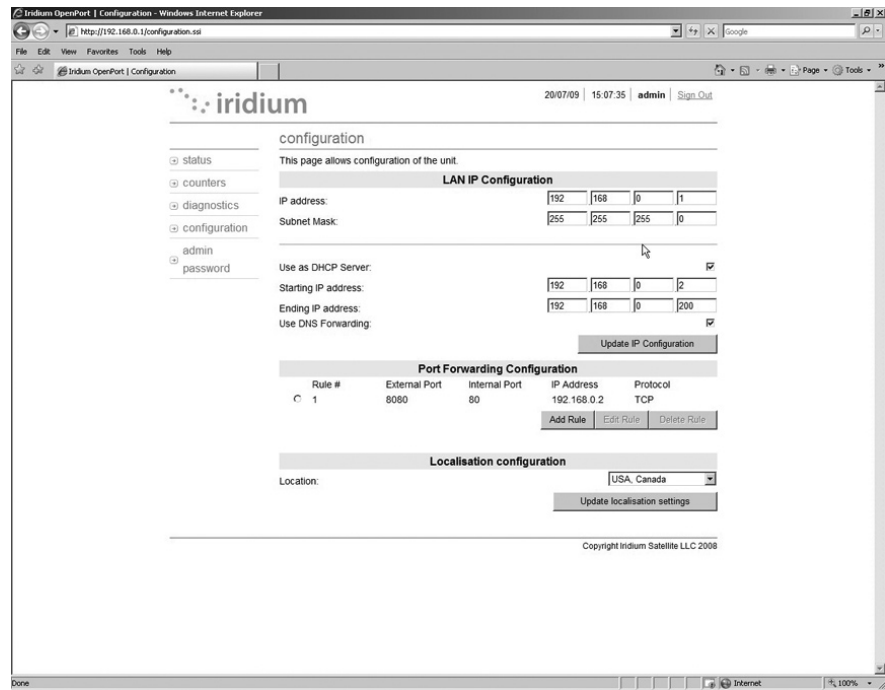 Iridium OpenPort | Configuration - Windows Internet Explorer
http://192.168.0.1/configuration.ssi
Google
File Edit View Favorites Tools Help
Iridium OpenPort | Configuration
Page Tools
iridium
20/07/09 15:07:35 admin Sign Out
configuration
status
counters
diagnostics
configuration
admin
password
This page allows configuration of the unit.
LAN IP Configuration
IP address: 192 168 0 1
Subnet Mask: 255 255 255 0
Use as DHCP Server:
Starting IP address: 192 168 0 2
Ending IP address: 192 168 0 200
Use DNS Forwarding:
Update IP Configuration
Port Forwarding Configuration
Rule # External Port Internal Port IP Address Protocol
1 8080 80 192.168.0.2 TCP
Add Rule Edit Rule Delete Rule
Localisation configuration
Location: USA, Canada
Update localisation settings
Copyright Iridium Satellite LLC 2008
Done Internet 100%